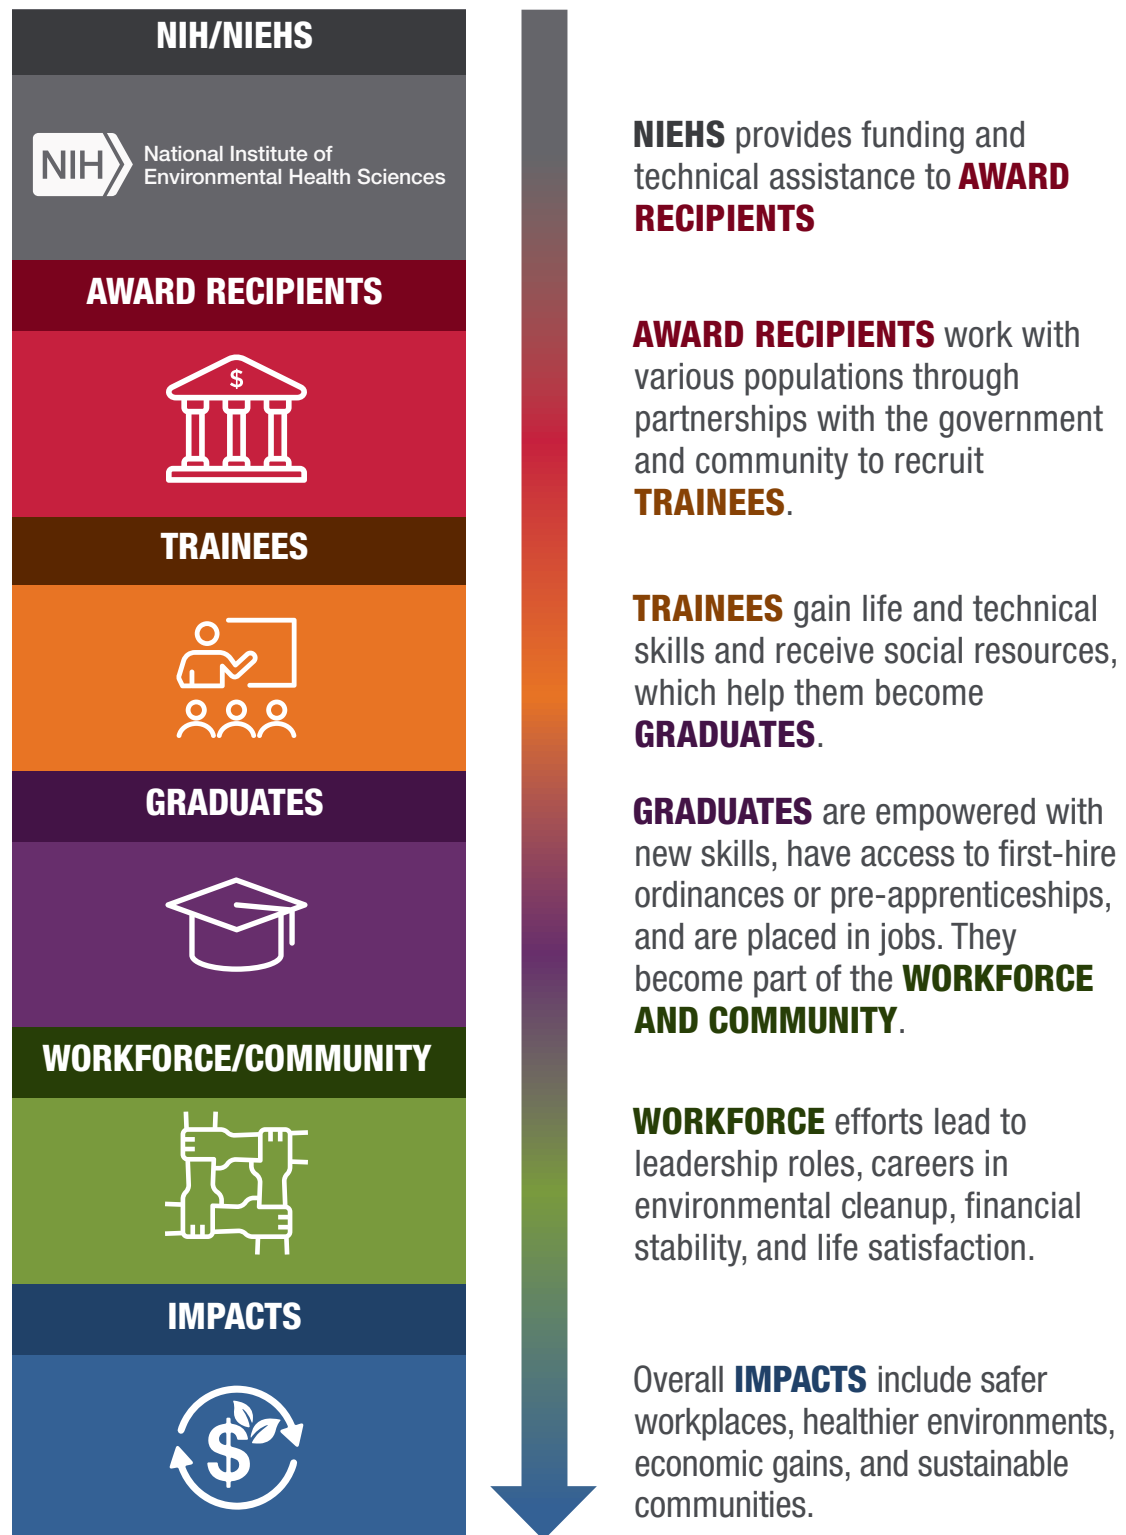 NIH/NIEHS
NIH
National Institute of
Environmental Health Sciences
NIEHS provides funding and
technical assistance to AWARD
RECIPIENTS
AWARD RECIPIENTS
$
AWARD RECIPIENTS work with
various populations through
partnerships with the government
and community to recruit
TRAINEES.
TRAINEES
TRAINEES gain life and technical
skills and receive social resources,
which help them become
GRADUATES.
GRADUATES
GRADUATES are empowered with
new skills, have access to first-hire
ordinances or pre-apprenticeships,
and are placed in jobs. They
become part of the WORKFORCE
AND COMMUNITY.
WORKFORCE/COMMUNITY
WORKFORCE efforts lead to
leadership roles, careers in
environmental cleanup, financial
stability, and life satisfaction.
IMPACTS
$
Overall IMPACTS include safer
workplaces, healthier environments,
economic gains, and sustainable
communities.